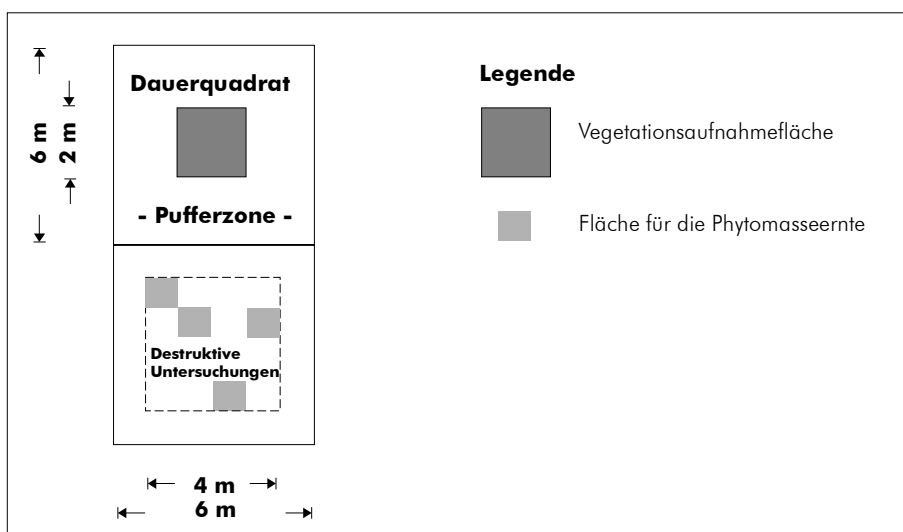 Dauerquadrat
6 m
2 m
- Pufferzone -
Destruktive
Untersuchungen
4 m
6 m
Legende
Vegetationsaufnahmefläche
Fläche für die Phytomasseernte